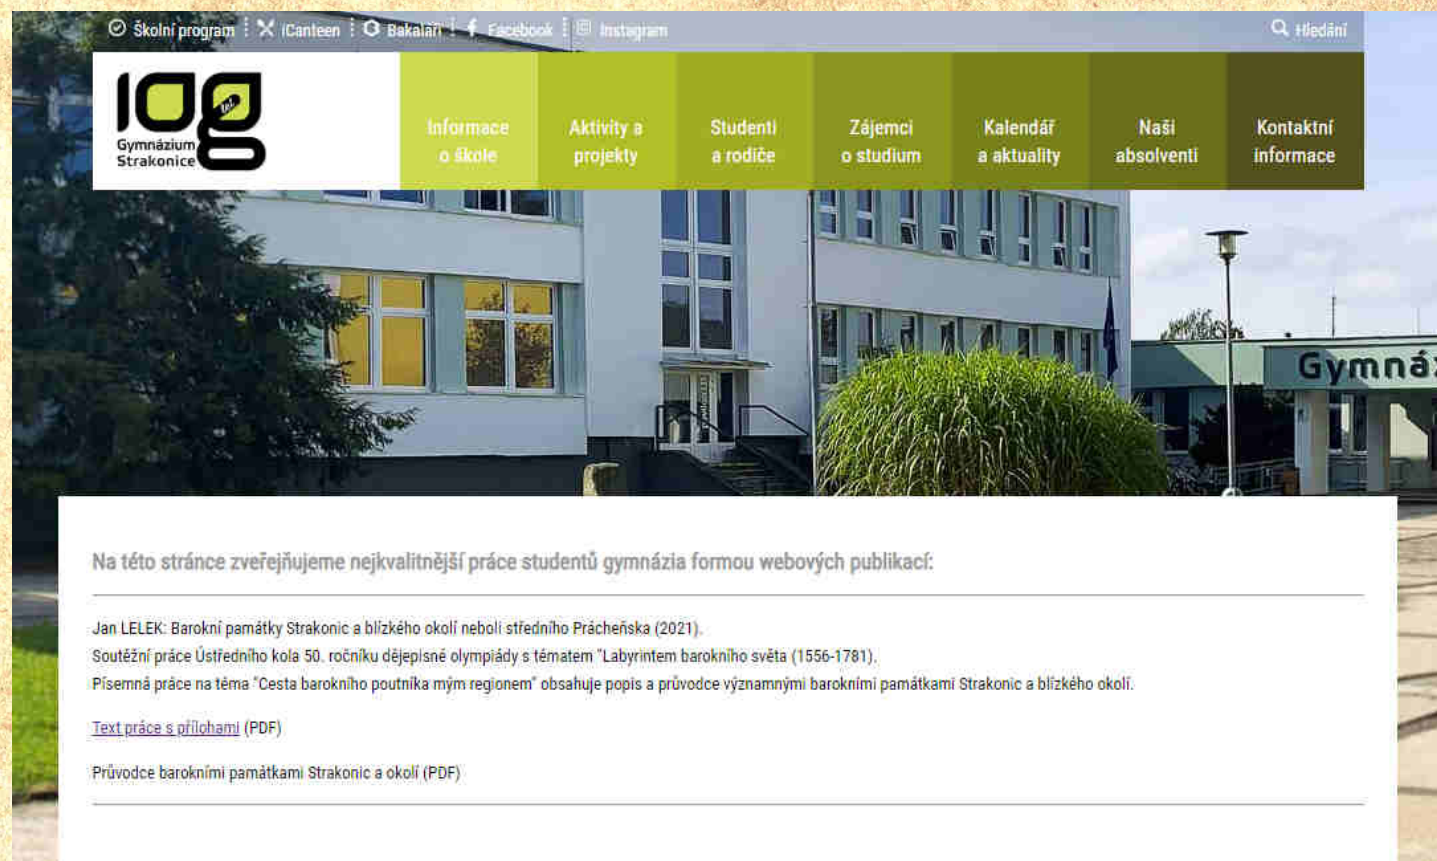 Školní program
iCanteen
Bakaláři
Facebook
Instagram
Hledání
10g
let
Gymnázium
Strakonice
Informace
o škole
Aktivity a
projekty
Studenti
a rodiče
Zájemci
o studium
Kalendář
a aktuality
Naši
absolventi
Kontaktní
informace
Gymná
Na této stránce zveřejňujeme nejkvalitnější práce studentů gymnázia formou webových publikací:
Jan LELEK: Barokní památky Strakonic a blízkého okolí neboli středního Prácheňska (2021).
Soutěžní práce Ústředního kola 50. ročníku dějepisné olympiády s tématem "Labyrintem barokního světa (1556-1781).
Písemná práce na téma "Cesta barokního poutníka mým regionem" obsahuje popis a průvodce významnými barokními památkami Strakonic a blízkého okolí.
Text práce s přílohami (PDF)
Průvodce barokními památkami Strakonic a okolí (PDF)